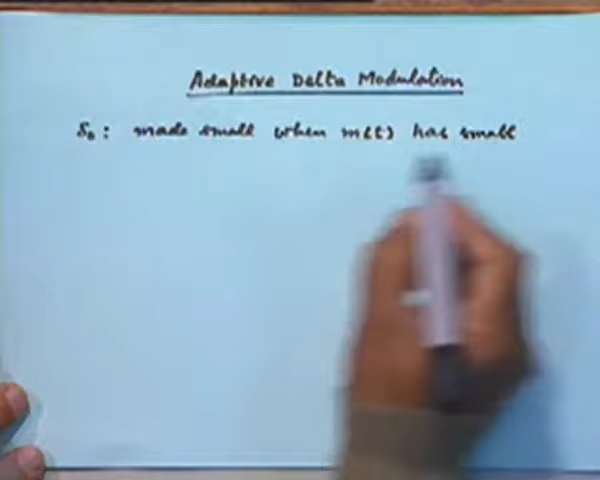 Adaptive Delta Modulation
δ₀ : made small when m(t) has small